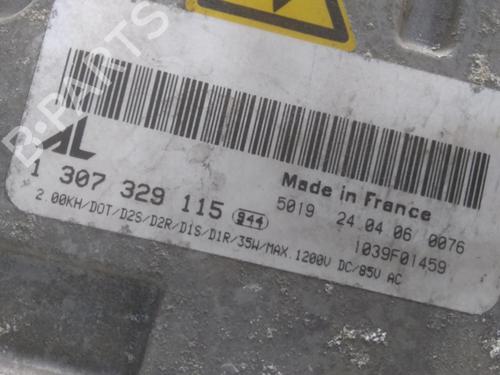 B-PARTS
AL
Made in France
1 307 329 115 944
5019 24.04.06 0076
1039F01459
2.00KH/DOT/D2S/D2R/D1S/D1R/35W/MAX.1200V DC/85V AC